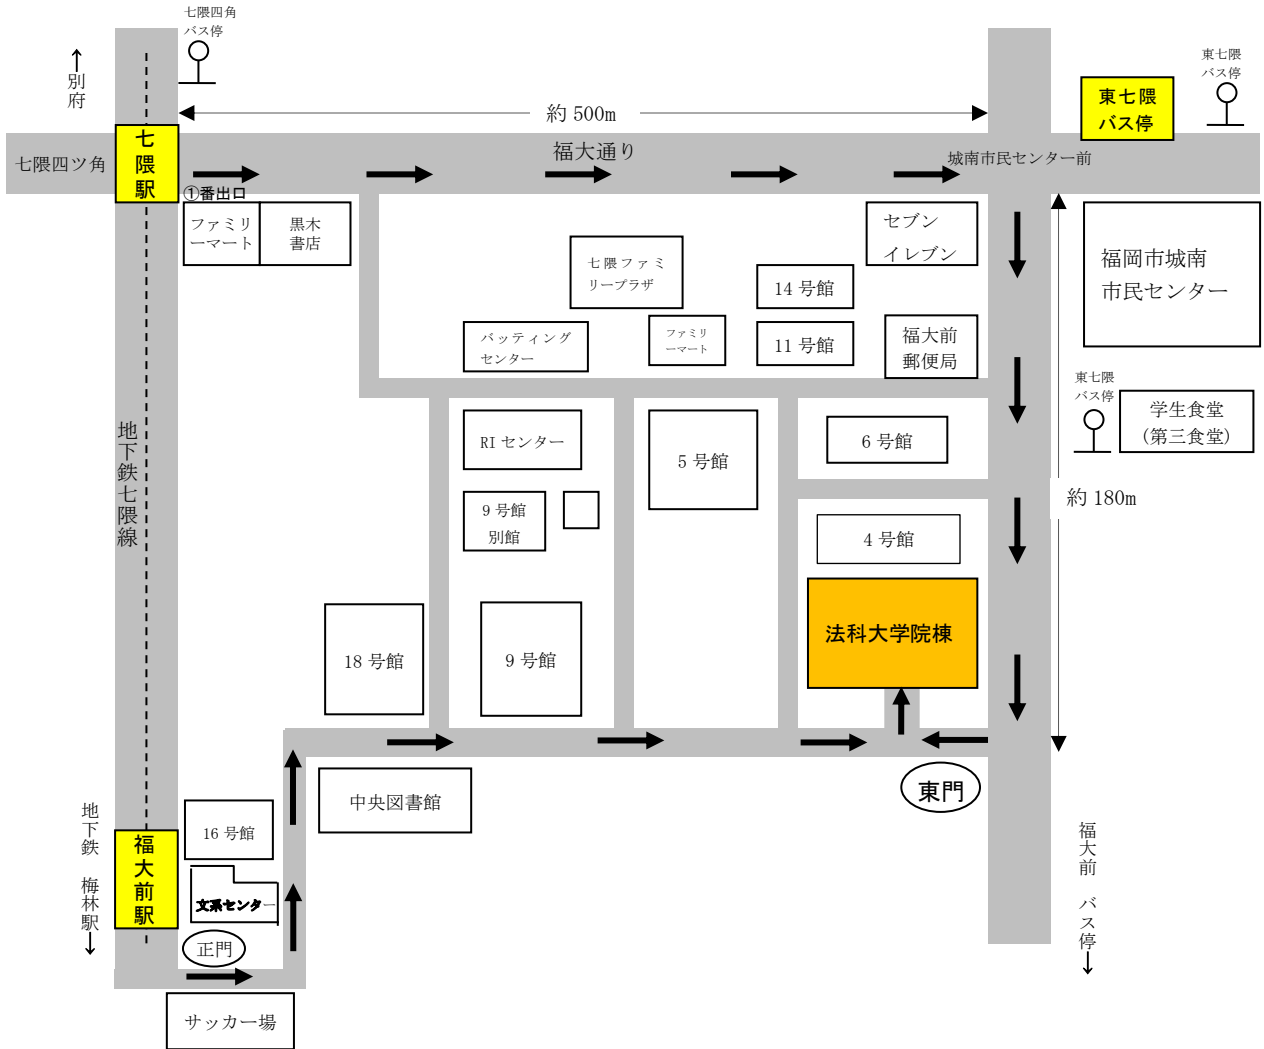 七隈四角
バス停
↑別府
東七隈
バス停
東七隈
バス停
約 500m
七隈四ツ角
七隈駅
福大通り
城南市民センター前
①番出口
ファミリ
ーマート
黒木
書店
セブン
イレブン
福岡市城南
市民センター
七隈ファミ
リープラザ
14 号館
バッティング
センター
ファミリ
ーマート
11 号館
福大前
郵便局
東七隈
バス停
学生食堂
(第三食堂)
地下鉄七隈線
RI センター
5 号館
6 号館
約 180m
9 号館
別館
4 号館
法科大学院棟
18 号館
9 号館
東門
中央図書館
16 号館
地下鉄 梅林駅↓
福大前駅
文系センター
正門
サッカー場
福大前 バス停↓